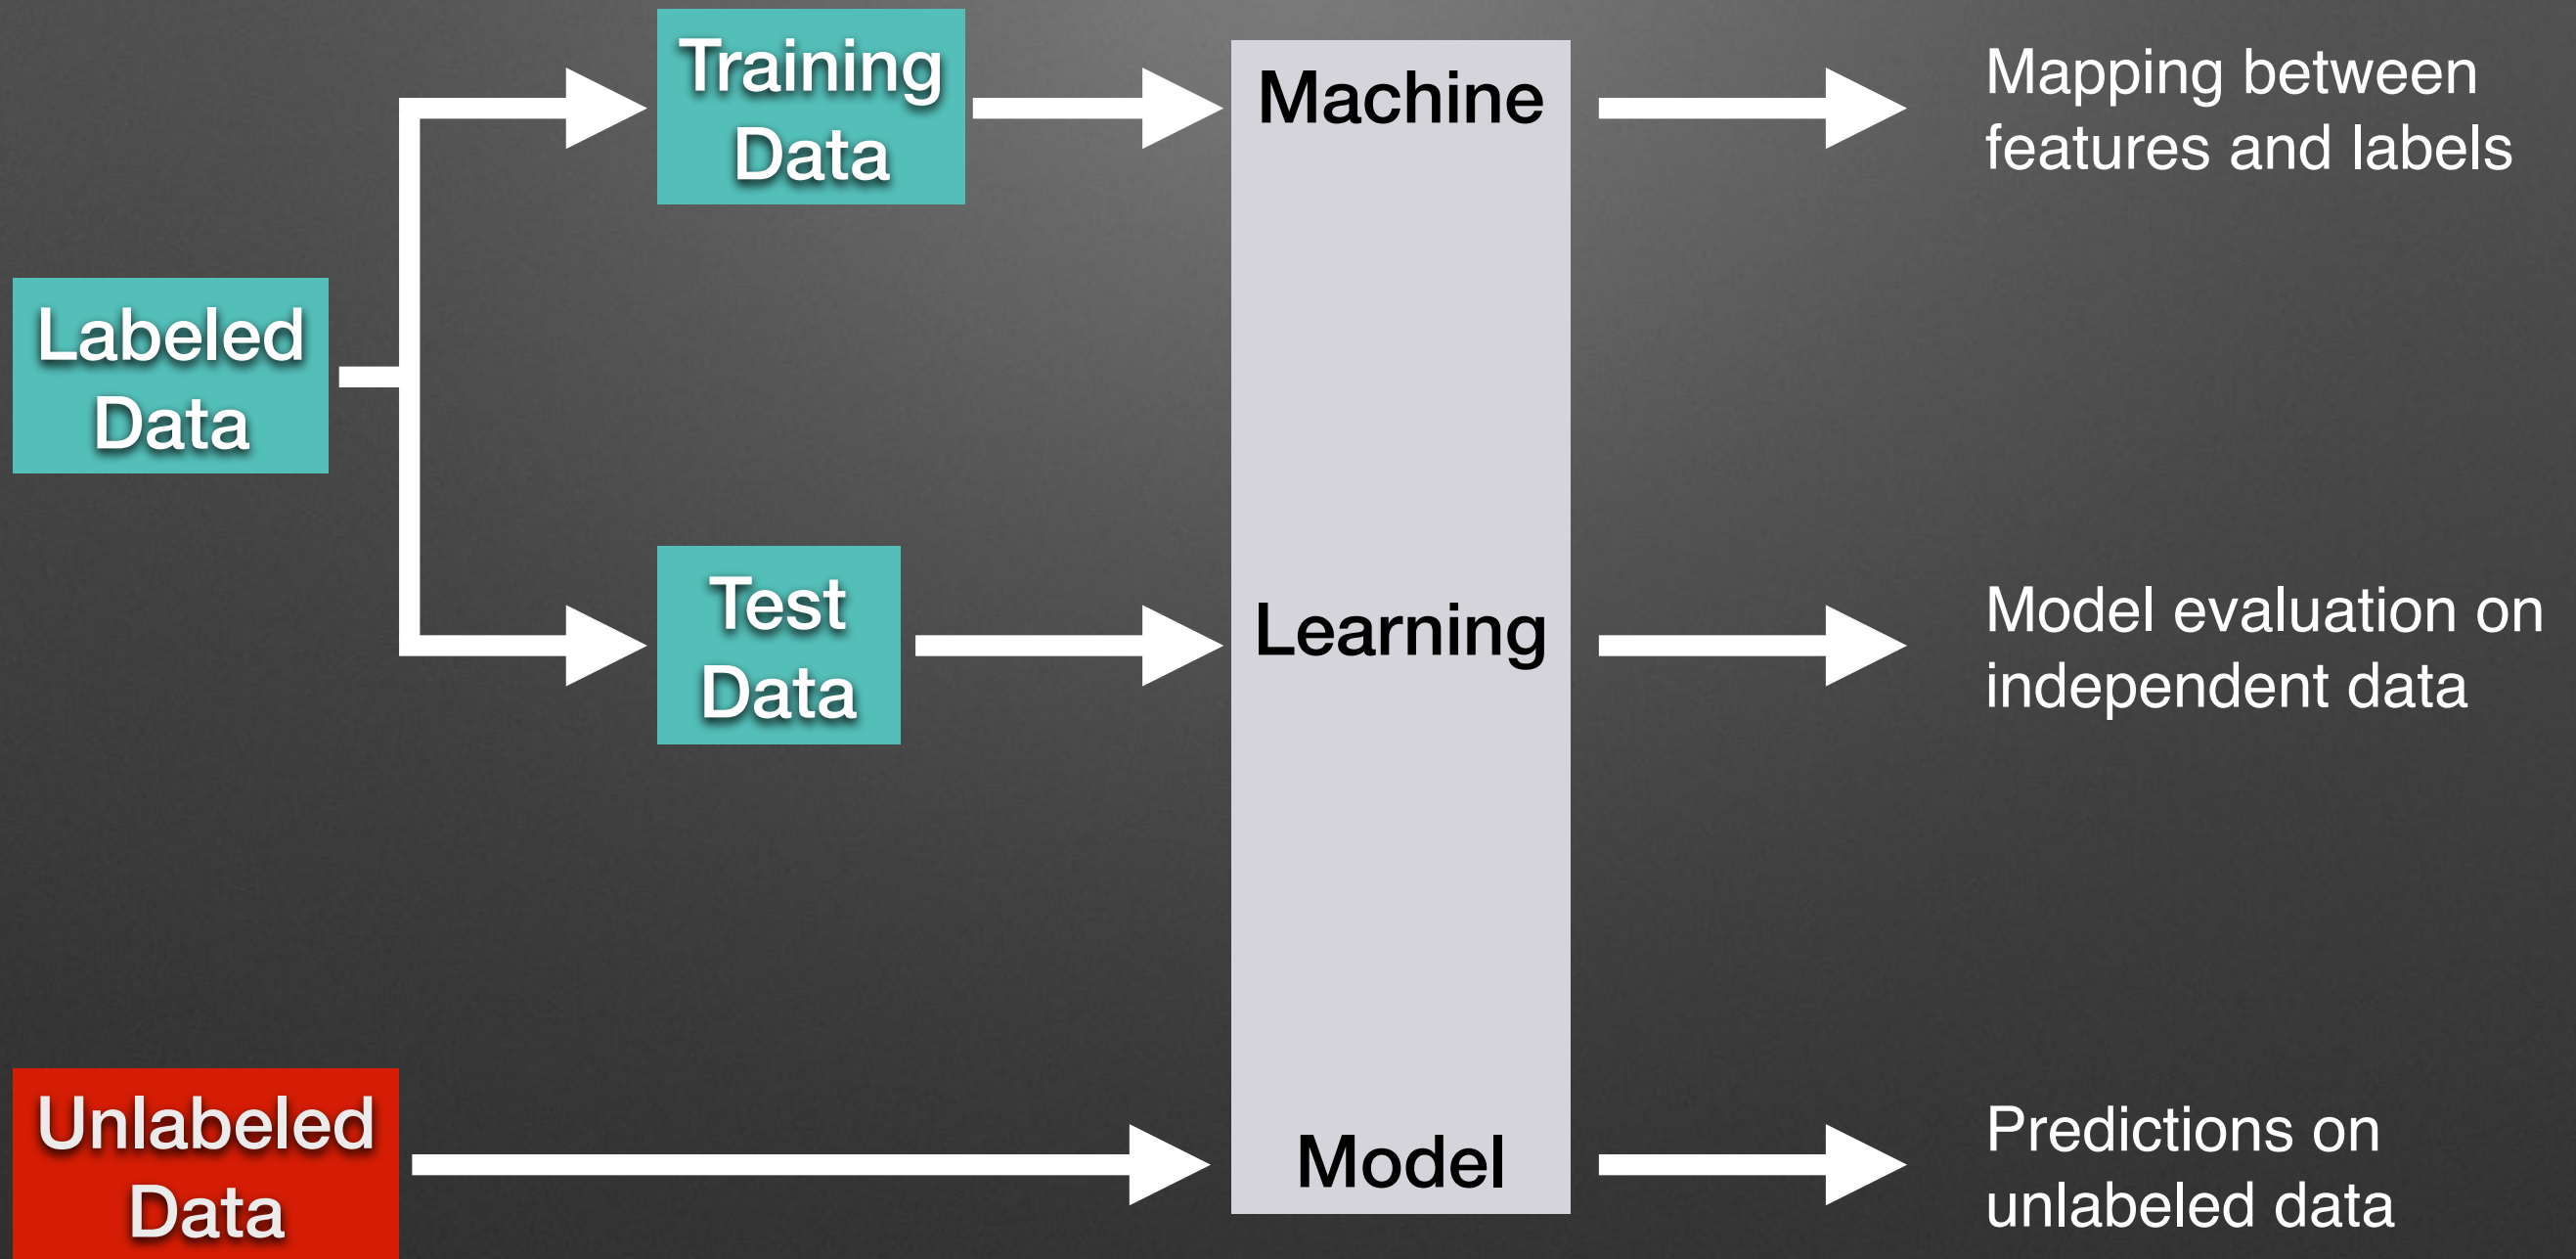 Training
Data
Machine
Mapping between
features and labels
Labeled
Data
Test
Data
Learning
Model evaluation on
independent data
Unlabeled
Data
Model
Predictions on
unlabeled data